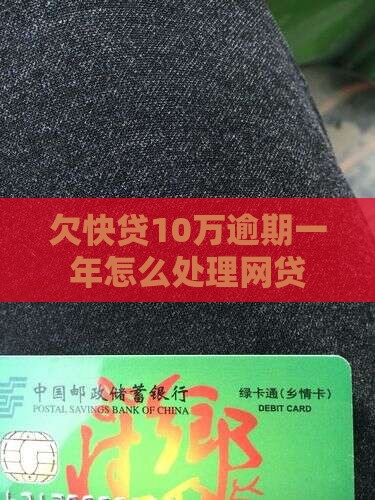 欠快贷10万逾期一
年怎么处理网贷
中国邮政储蓄银行
POSTAL SAVINGS BANK OF CHINA
绿卡通(乡情卡)
DEBIT CARD